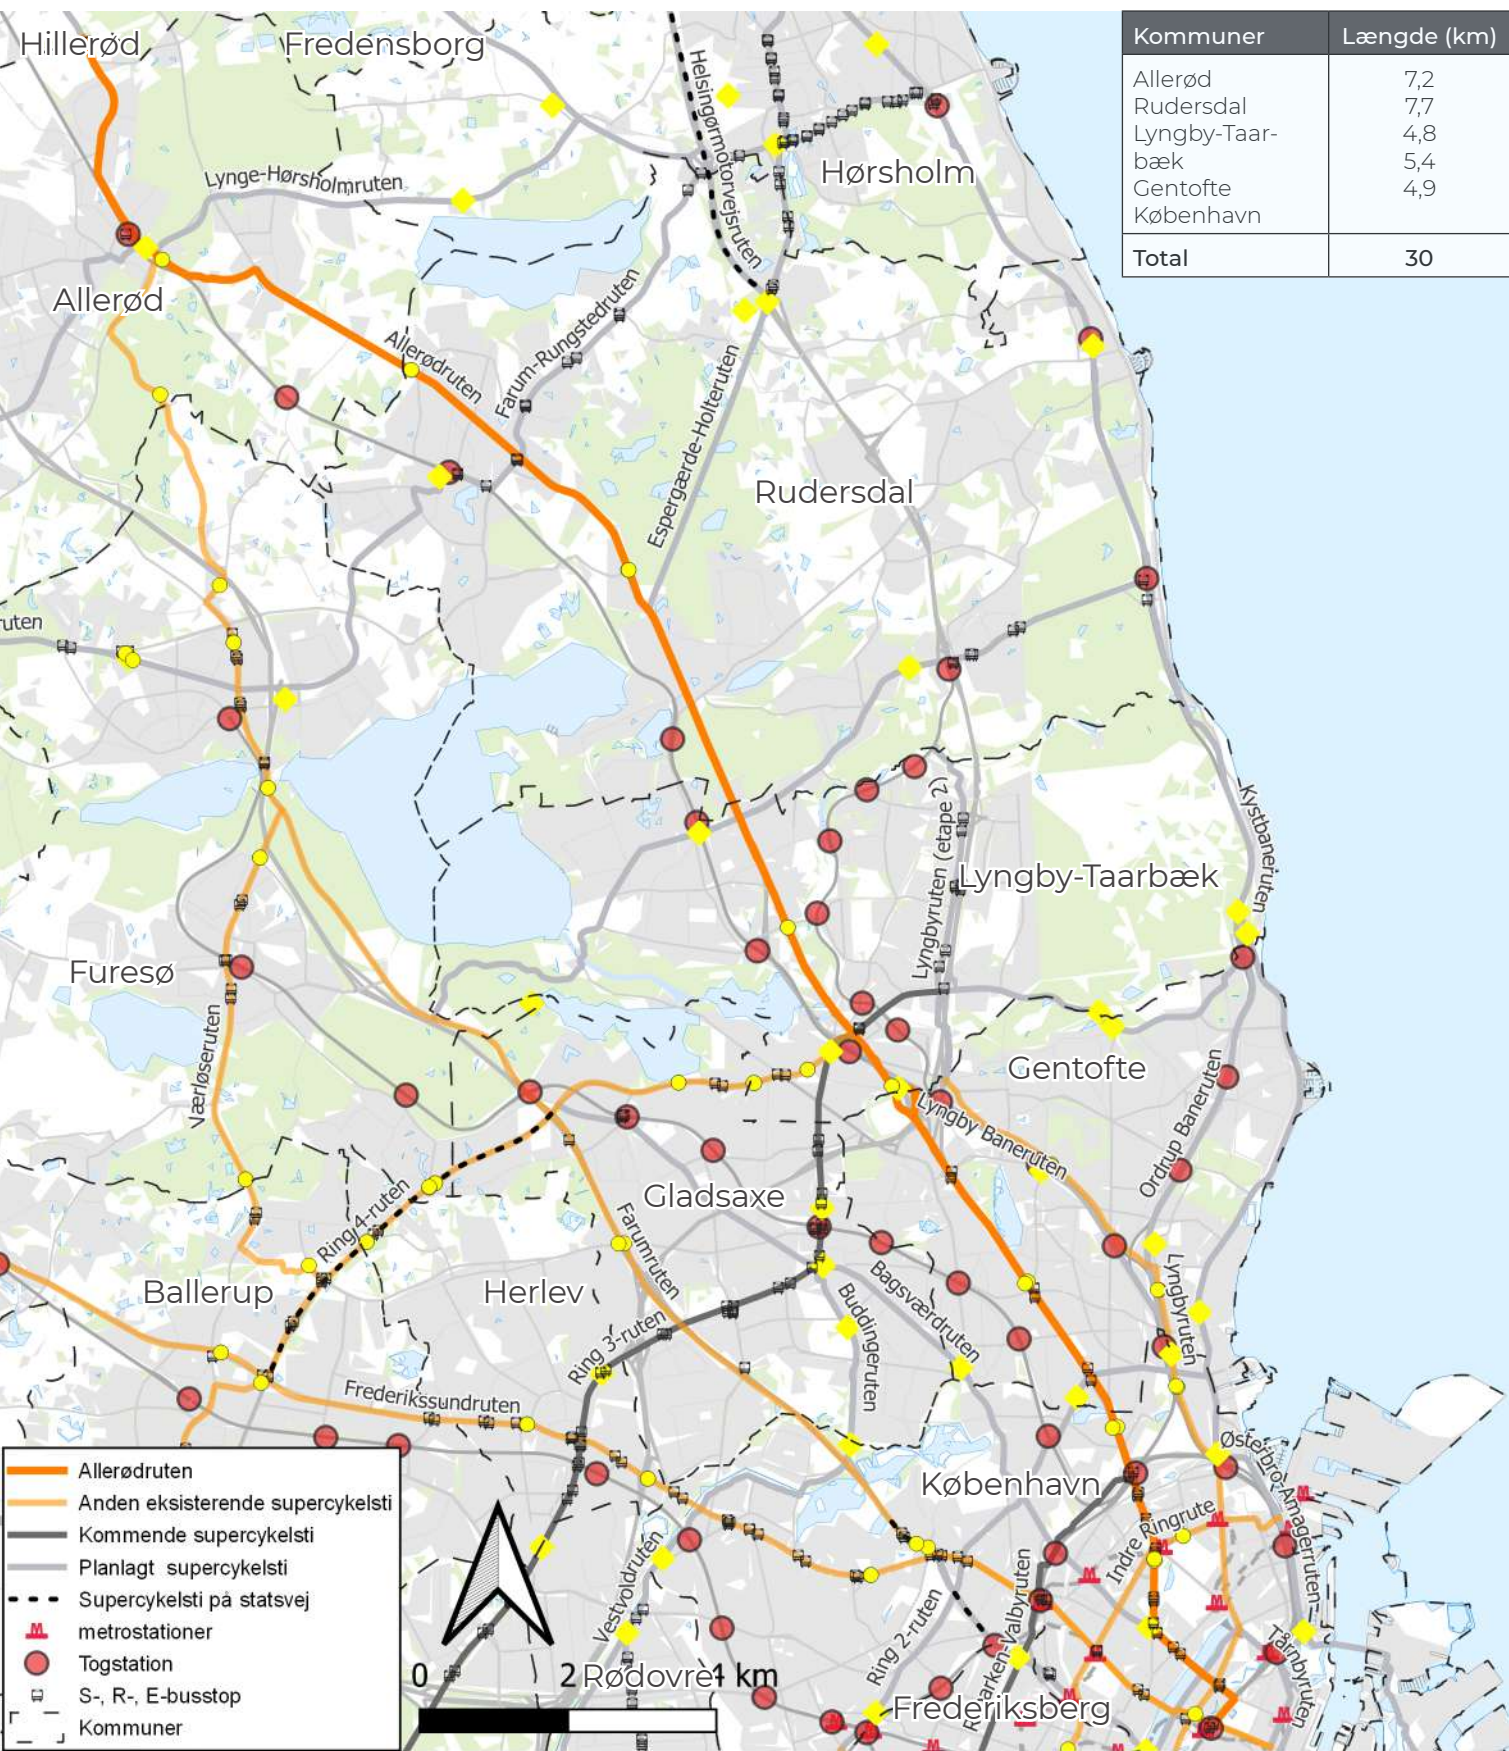 Hillerød
Fredensborg
Kommuner
Længde (km)
Allerød
7,2
Rudersdal
7,7
Lyngby-Taar-
4,8
bæk
5,4
Gentofte
4,9
København
Total
30
Helsingørmotorvejsruten
Hørsholm
Lynge-Hørsholmruten
Allerød
Farum-Rungstedruten
Allerødruten
Espergærde-Holteruten
Rudersdal
ruten
Kystbaneruten
Lyngbyruten (etape 2)
Lyngby-Taarbæk
Furesø
Værløseruten
Gentofte
Lyngby Baneruten
Ordrup Baneruten
Gladsaxe
Ring 4-ruten
Farumruten
Ballerup
Herlev
Bagsværdruten
Lyngbyruten
Buddingeruten
Ring 3-ruten
Frederikssundruten
Østerbro-Amagerruten
København
Indre Ringrute
Vestvoldruten
Ring 2-ruten
Tårnbyruten
Rødovre
Frederiksberg
Allerødruten
Anden eksisterende supercykelsti
Kommende supercykelsti
Planlagt supercykelsti
Supercykelsti på statsvej
M metrostationer
Togstation
S-, R-, E-busstop
Kommuner
0 2 4 km